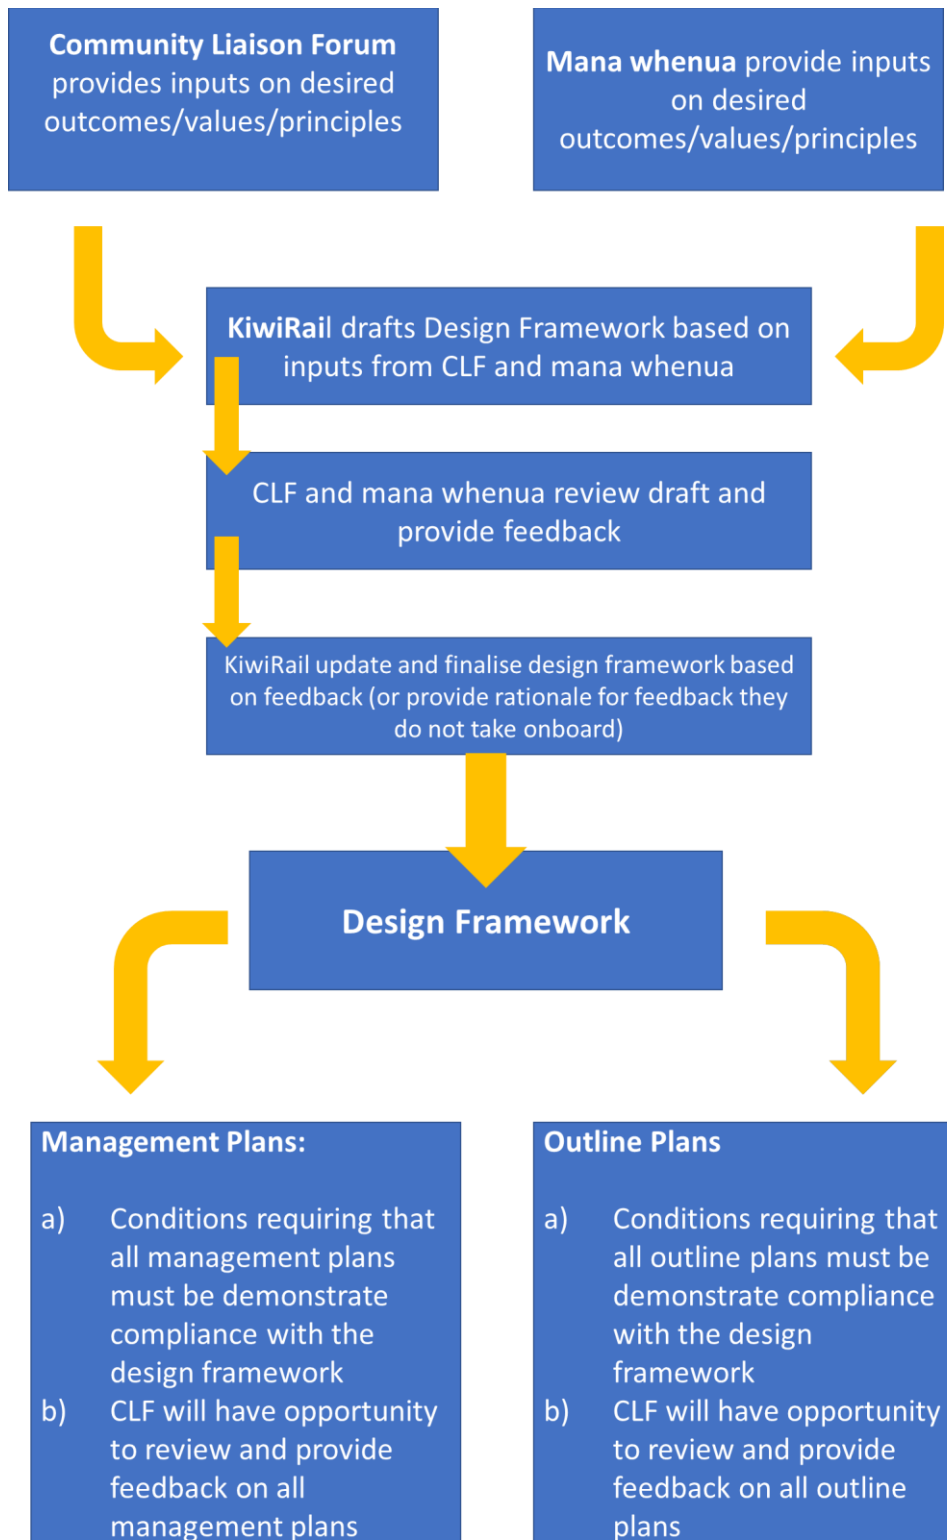 Community Liaison Forum
provides inputs on desired
outcomes/values/principles
Mana whenua provide inputs
on desired
outcomes/values/principles
KiwiRail drafts Design Framework based on
inputs from CLF and mana whenua
CLF and mana whenua review draft and
provide feedback
KiwiRail update and finalise design framework based
on feedback (or provide rationale for feedback they
do not take onboard)
Design Framework
Management Plans:
a) Conditions requiring that
all management plans
must be demonstrate
compliance with the
design framework
b) CLF will have opportunity
to review and provide
feedback on all
management plans
Outline Plans
a) Conditions requiring that
all outline plans must be
demonstrate compliance
with the design
framework
b) CLF will have opportunity
to review and provide
feedback on all outline
plans